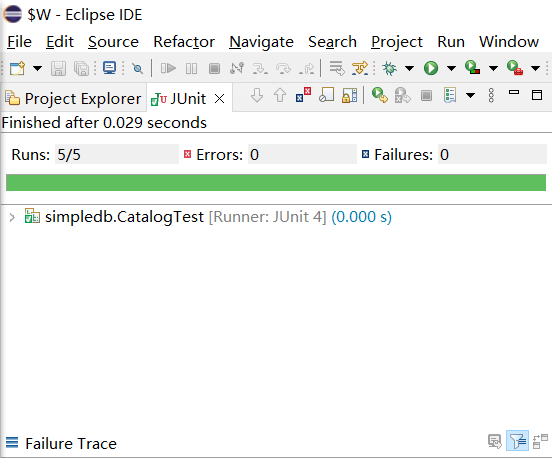 $W - Eclipse IDE
File Edit Source Refactor Navigate Search Project Run Window
Project Explorer JUnit
Finished after 0.029 seconds
Runs: 5/5 Errors: 0 Failures: 0
simpledb.CatalogTest [Runner: JUnit 4] (0.000 s)
Failure Trace